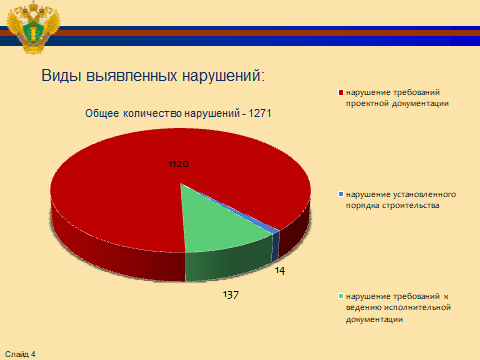 Виды выявленных нарушений:
Общее количество нарушений - 1271
1120
14
137
нарушение требований
проектной документации
нарушение установленного
порядка строительства
нарушение требований к
ведению исполнительной
документации
Слайд 4